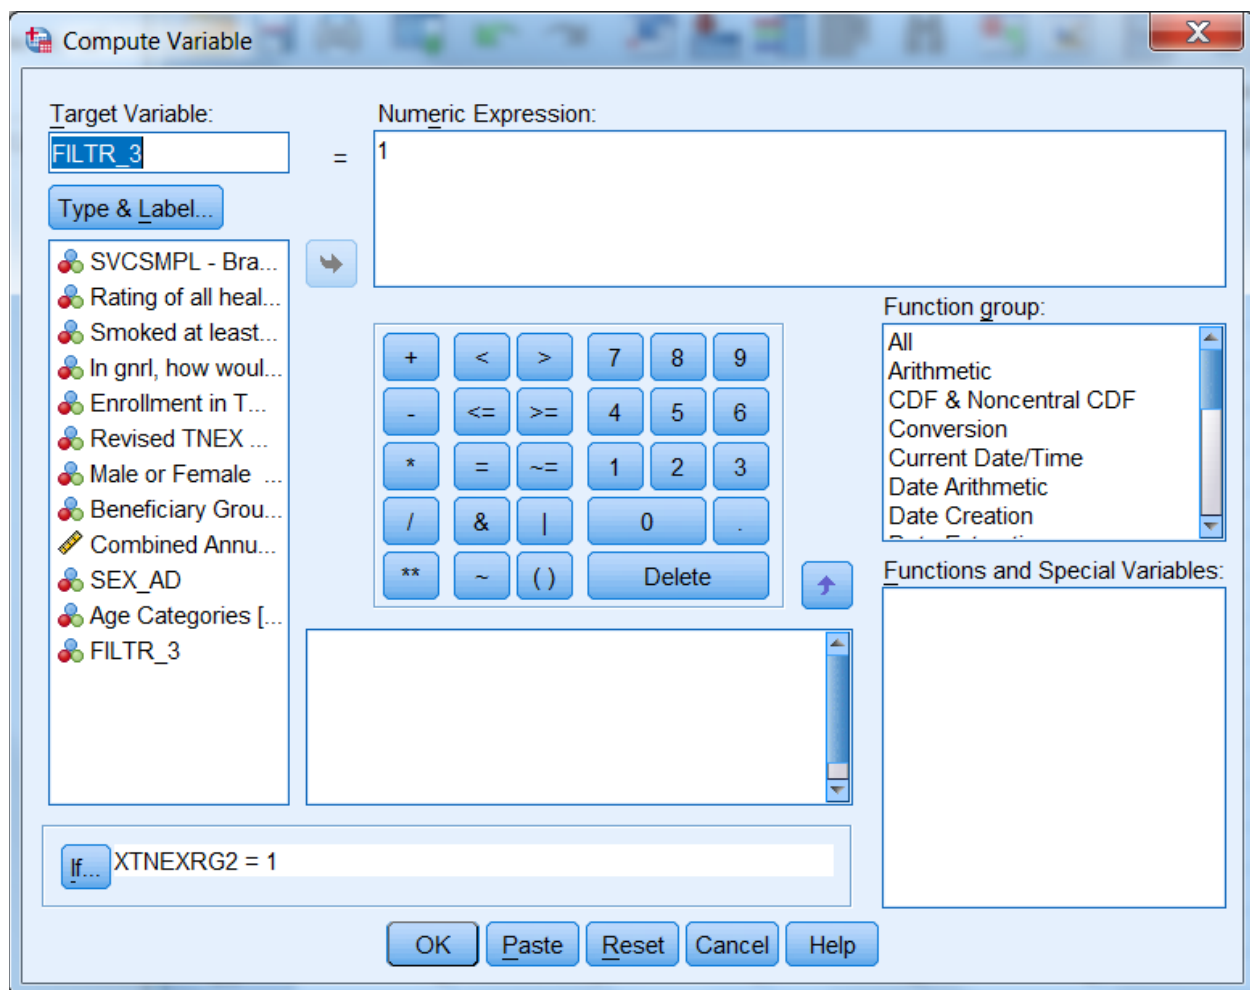 Compute Variable
X
Target Variable:
Numeric Expression:
FILTR_3
=
1
Type & Label...
SVCSMPL - Bra...
Rating of all heal...
Smoked at least...
In gnrl, how woul...
Enrollment in T...
Revised TNEX ...
Male or Female ...
Beneficiary Grou...
Combined Annu...
SEX_AD
Age Categories [...
FILTR_3
+ < > 7 8 9
- <= >= 4 5 6
* = ~= 1 2 3
/ & | 0 .
** ~ ( ) Delete
Function group:
All
Arithmetic
CDF & Noncentral CDF
Conversion
Current Date/Time
Date Arithmetic
Date Creation
Functions and Special Variables:
If... XTNEXRG2 = 1
OK Paste Reset Cancel Help